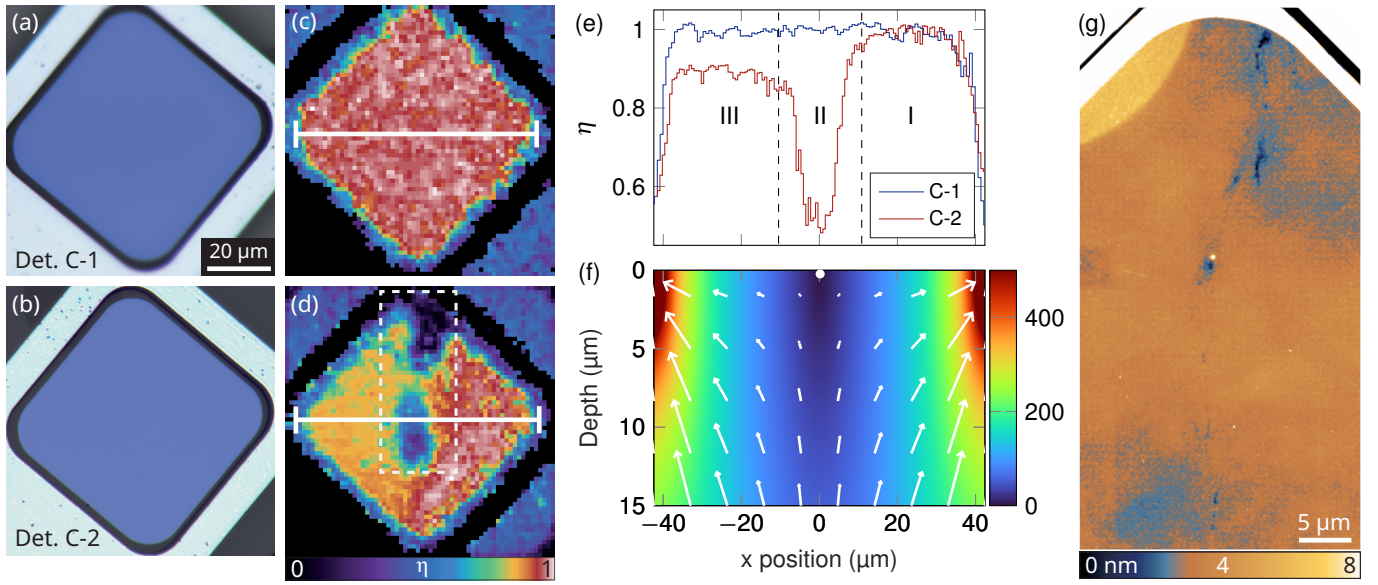 (a)
Det. C-1
20 µm
(b)
Det. C-2
(c)
(d)
0 η 1
(e)
1
0.8
0.6
η
III II I
C-1
C-2
(f)
0
5
10
15
Depth (µm)
−40 −20 0 20 40
x position (µm)
400
200
0
(g)
5 µm
0 nm 4 8